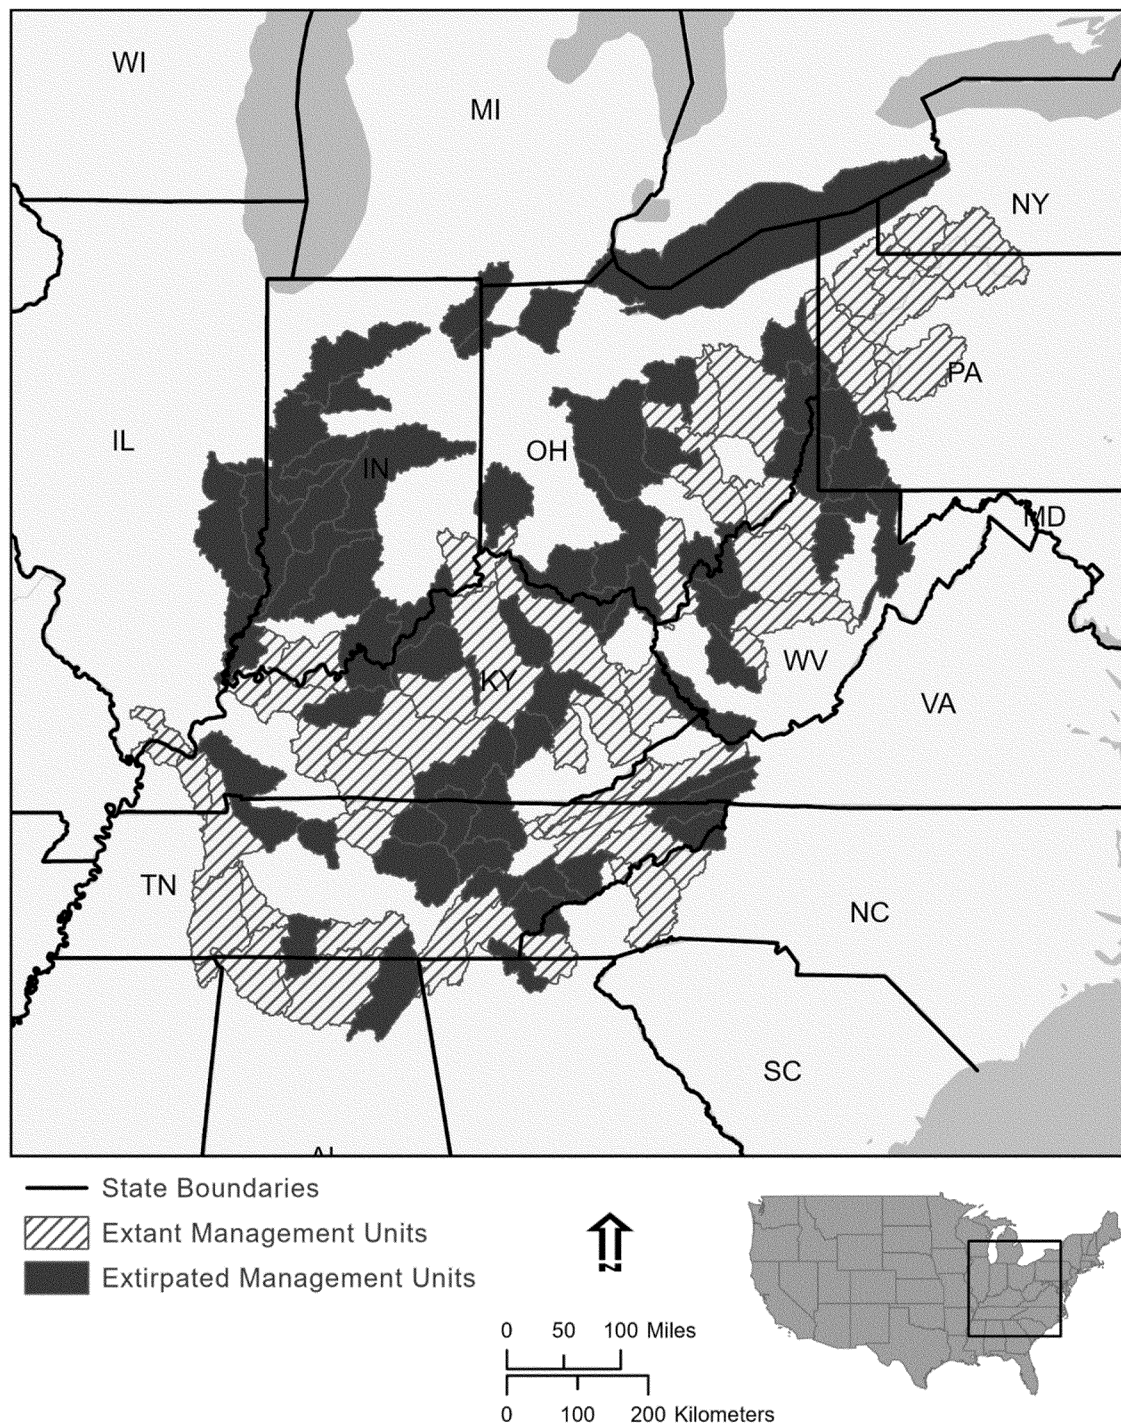 WI
MI
NY
PA
IL
IN
OH
MD
WV
KY
VA
TN
NC
SC
State Boundaries
Extant Management Units
Extirpated Management Units
N
0 50 100 Miles
0 100 200 Kilometers